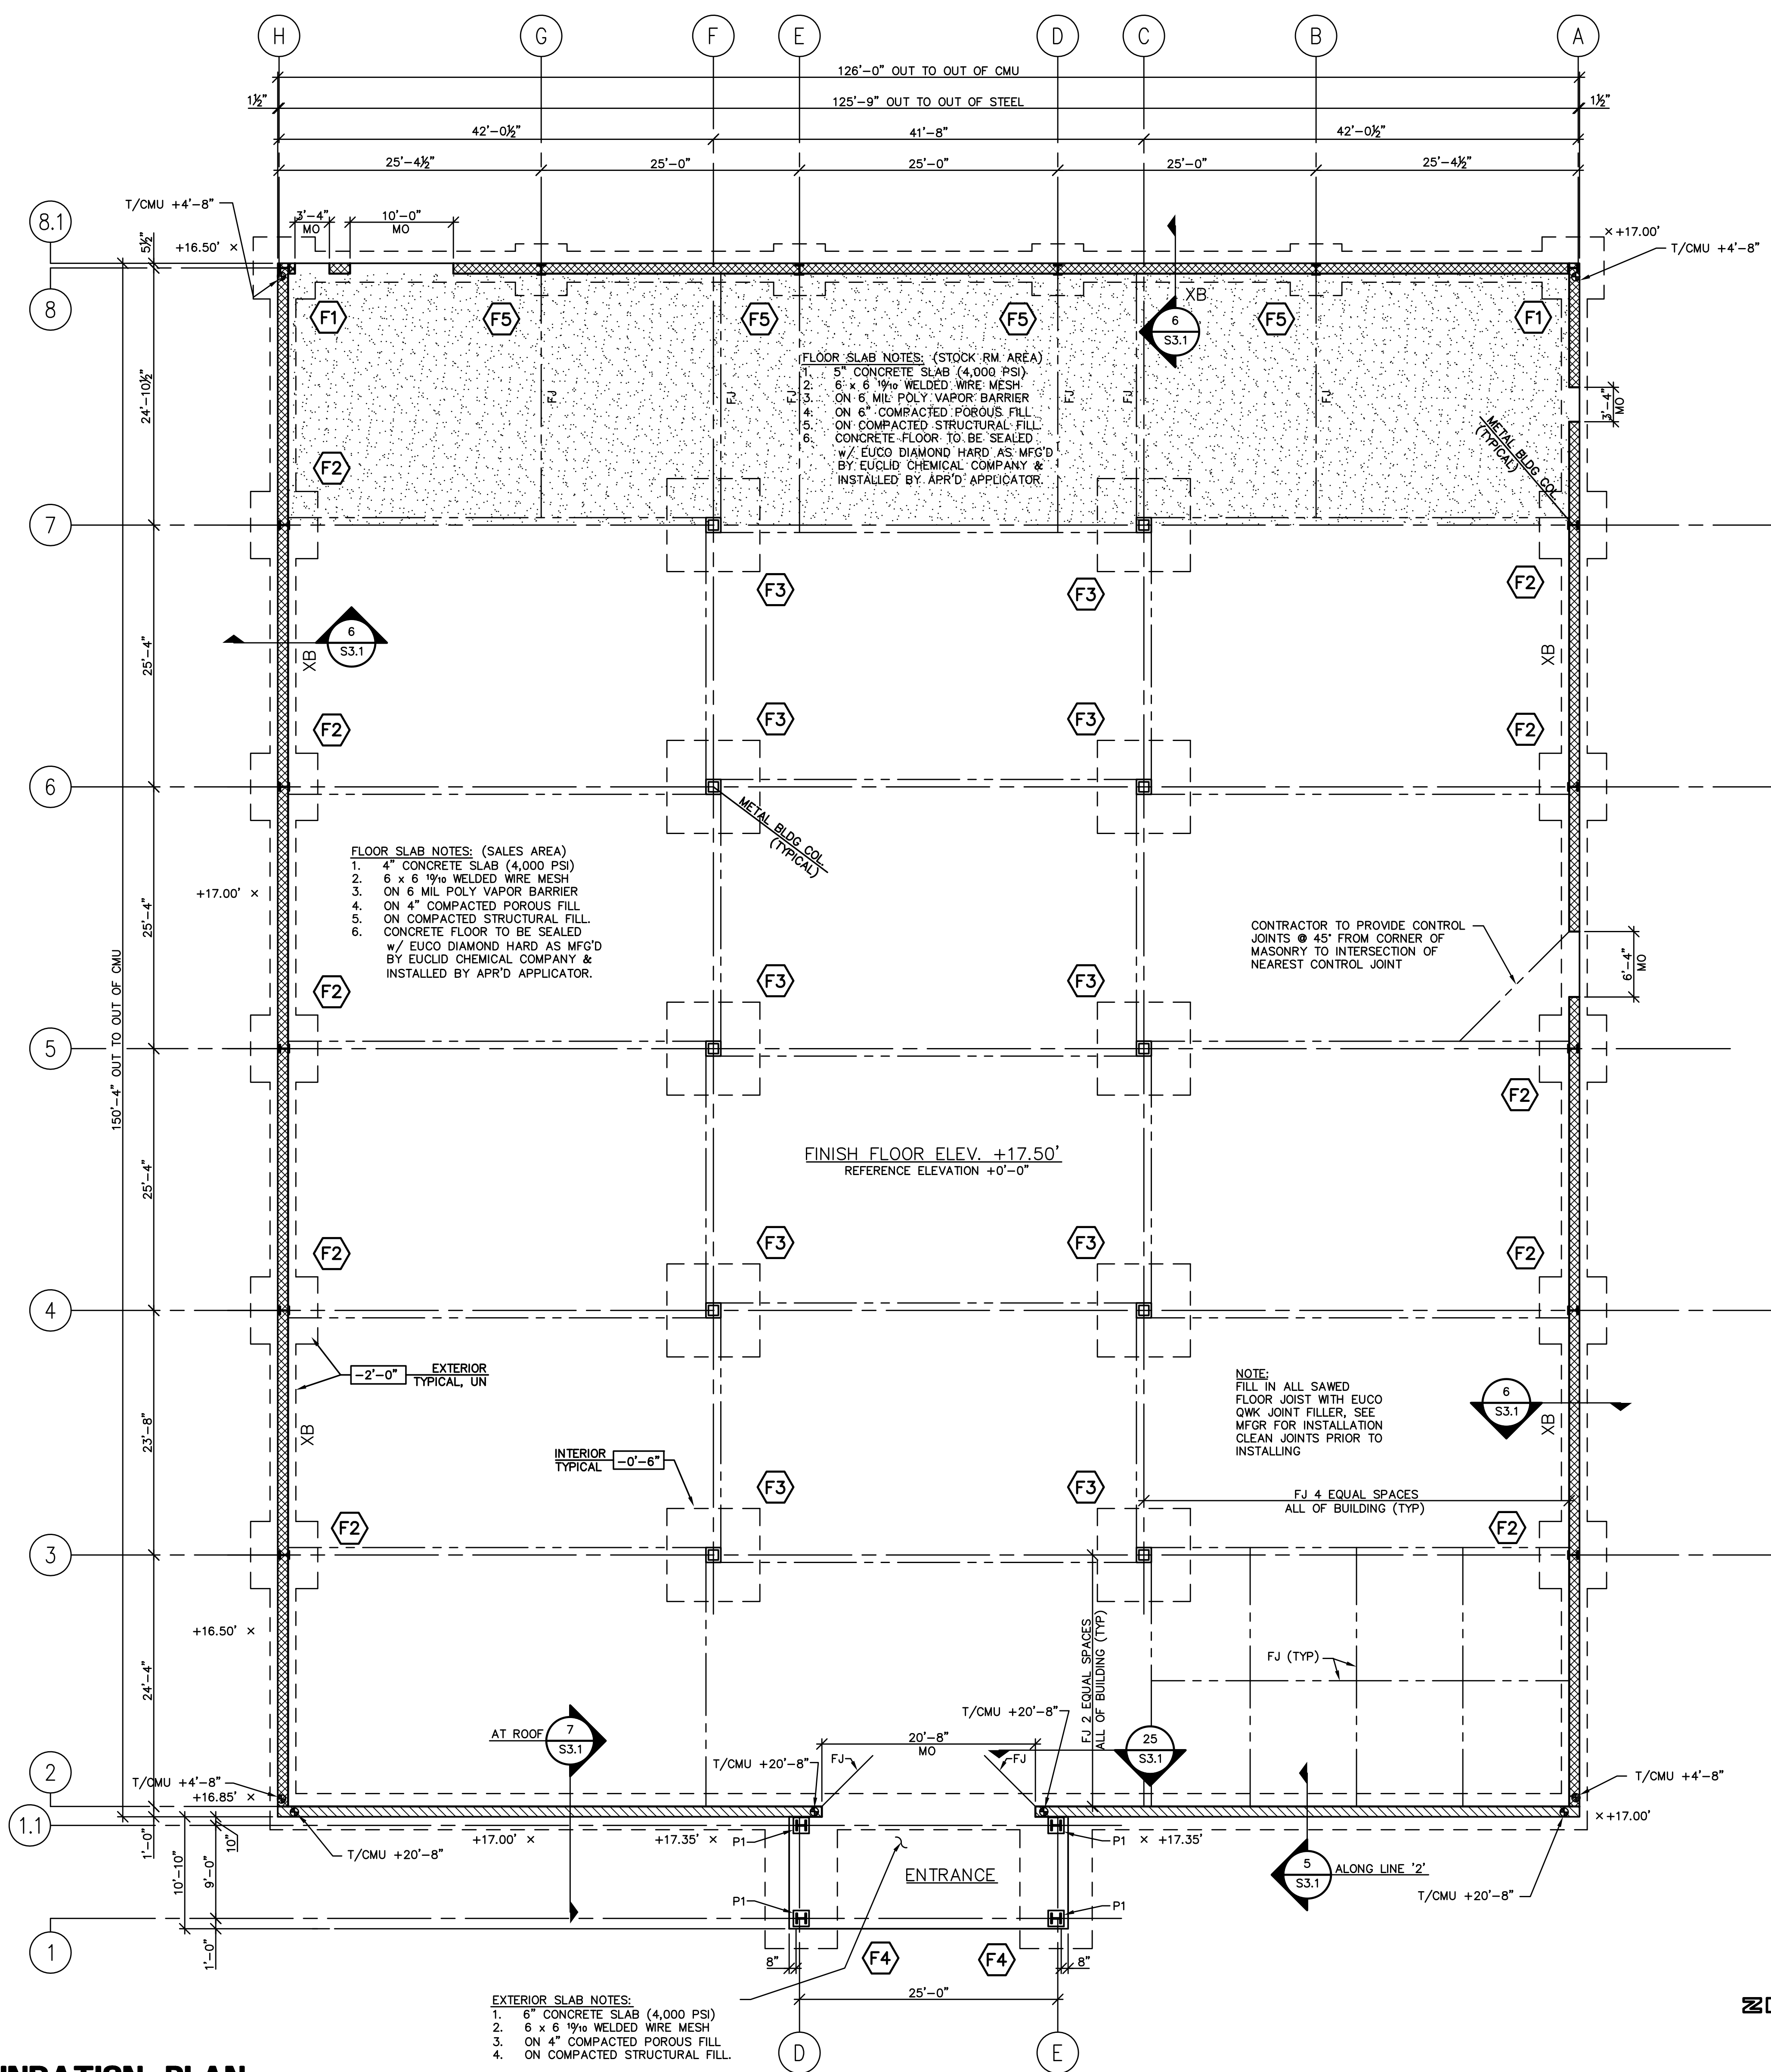 H
G
F
E
D
C
B
A
126'-0" OUT TO OUT OF CMU
1½"
125'-9" OUT TO OUT OF STEEL
1½"
42'-0½"
41'-8"
42'-0½"
25'-4½"
25'-0"
25'-0"
25'-0"
25'-4½"
T/CMU +4'-8"
3'-4"
MO
10'-0"
MO
8.1
5½"
+16.50' ×
×+17.00'
T/CMU +4'-8"
8
F1
F5
F5
F5
F5
F1
XB
6
S3.1
FLOOR SLAB NOTES: (STOCK RM AREA)
1. 5" CONCRETE SLAB (4,000 PSI)
2. 6 x 6 10/10 WELDED WIRE MESH
3. ON 6 MIL POLY VAPOR BARRIER
4. ON 6" COMPACTED POROUS FILL
5. ON COMPACTED STRUCTURAL FILL.
6. CONCRETE FLOOR TO BE SEALED
w/ EUCO DIAMOND HARD AS MFG'D
BY EUCLID CHEMICAL COMPANY &
INSTALLED BY APR'D APPLICATOR.
FJ
FJ
FJ
FJ
FJ
FJ
24'-10½"
3'-4"
MO
METAL BLDG COL.
(TYPICAL)
F2
7
F3
F3
F2
6
S3.1
XB
XB
25'-4"
F2
F3
F3
F2
6
METAL BLDG COL.
(TYPICAL)
FLOOR SLAB NOTES: (SALES AREA)
1. 4" CONCRETE SLAB (4,000 PSI)
2. 6 x 6 10/10 WELDED WIRE MESH
3. ON 6 MIL POLY VAPOR BARRIER
4. ON 4" COMPACTED POROUS FILL
5. ON COMPACTED STRUCTURAL FILL.
6. CONCRETE FLOOR TO BE SEALED
w/ EUCO DIAMOND HARD AS MFG'D
BY EUCLID CHEMICAL COMPANY &
INSTALLED BY APR'D APPLICATOR.
+17.00' ×
25'-4"
150'-4" OUT TO OUT OF CMU
CONTRACTOR TO PROVIDE CONTROL
JOINTS @ 45° FROM CORNER OF
MASONRY TO INTERSECTION OF
NEAREST CONTROL JOINT
6'-4"
MO
F2
F3
F3
5
F2
FINISH FLOOR ELEV. +17.50'
REFERENCE ELEVATION +0'-0"
25'-4"
F2
F3
F3
F2
4
-2'-0"
EXTERIOR
TYPICAL, UN
NOTE:
FILL IN ALL SAWED
FLOOR JOIST WITH EUCO
QWK JOINT FILLER, SEE
MFGR FOR INSTALLATION
CLEAN JOINTS PRIOR TO
INSTALLING
6
S3.1
XB
XB
23'-8"
INTERIOR
TYPICAL
-0'-6"
F3
F3
FJ 4 EQUAL SPACES
ALL OF BUILDING (TYP)
F2
F2
3
+16.50' ×
24'-4"
FJ 2 EQUAL SPACES
ALL OF BUILDING (TYP)
FJ (TYP)
AT ROOF
7
S3.1
T/CMU +20'-8"
20'-8"
MO
25
S3.1
T/CMU +20'-8"
FJ
FJ
2
T/CMU +4'-8"
+16.85' ×
T/CMU +4'-8"
1.1
1'-0"
10"
+17.00' ×
+17.35' ×
P1
P1
× +17.35'
×+17.00'
T/CMU +20'-8"
10'-10"
9'-0"
ENTRANCE
5
S3.1
ALONG LINE '2'
T/CMU +20'-8"
P1
P1
1
1'-0"
F4
F4
8"
8"
25'-0"
EXTERIOR SLAB NOTES:
1. 6" CONCRETE SLAB (4,000 PSI)
2. 6 x 6 10/10 WELDED WIRE MESH
3. ON 4" COMPACTED POROUS FILL
4. ON COMPACTED STRUCTURAL FILL.
D
E
PLAN